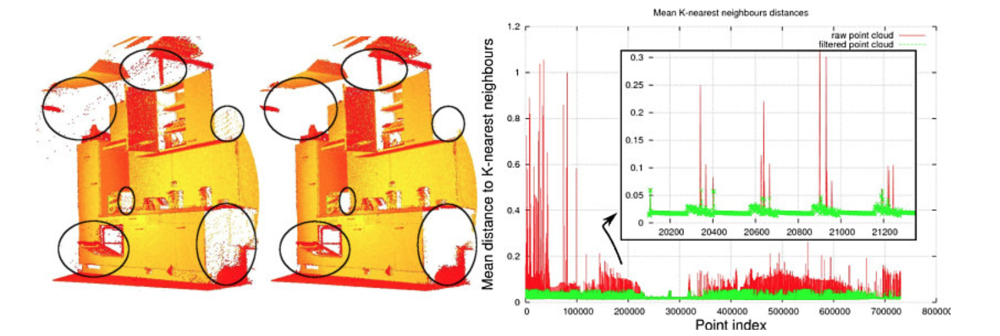 Mean K-nearest neighbours distances
Mean distance to K-nearest neighbours
raw point cloud
filtered point cloud
1.2
1
0.8
0.6
0.4
0.2
0
0.3
0.25
0.2
0.15
0.1
0.05
0
20200 20400 20600 20800 21000 21200
0 100000 200000 300000 400000 500000 600000 700000 800000
Point index